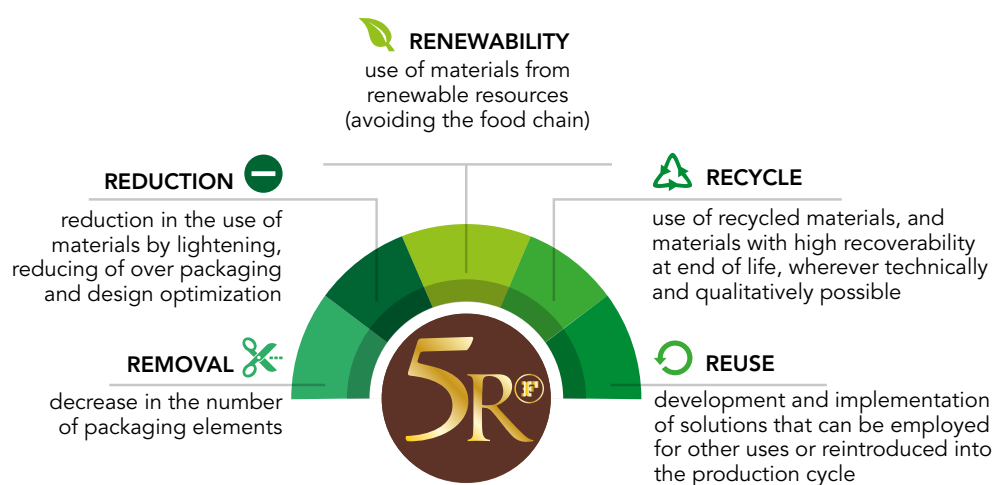 RENEWABILITY
use of materials from
renewable resources
(avoiding the food chain)
REDUCTION
reduction in the use of
materials by lightening,
reducing of over packaging
and design optimization
RECYCLE
use of recycled materials, and
materials with high recoverability
at end of life, wherever technically
and qualitatively possible
REMOVAL
decrease in the number
of packaging elements
5R F
REUSE
development and implementation
of solutions that can be employed
for other uses or reintroduced into
the production cycle